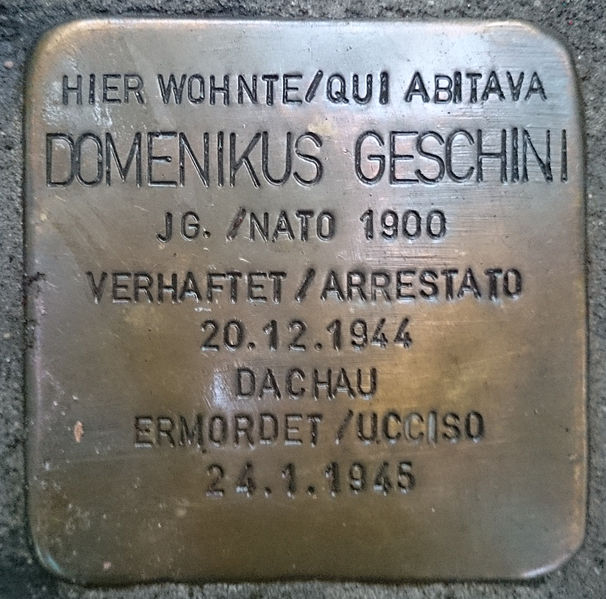 HIER WOHNTE/QUI ABITAVA
DOMENIKUS GESCHINI
JG. /NATO 1900
VERHAFTET/ARRESTATO
20.12.1944
DACHAU
ERMORDET/UCCISO
24.1.1945